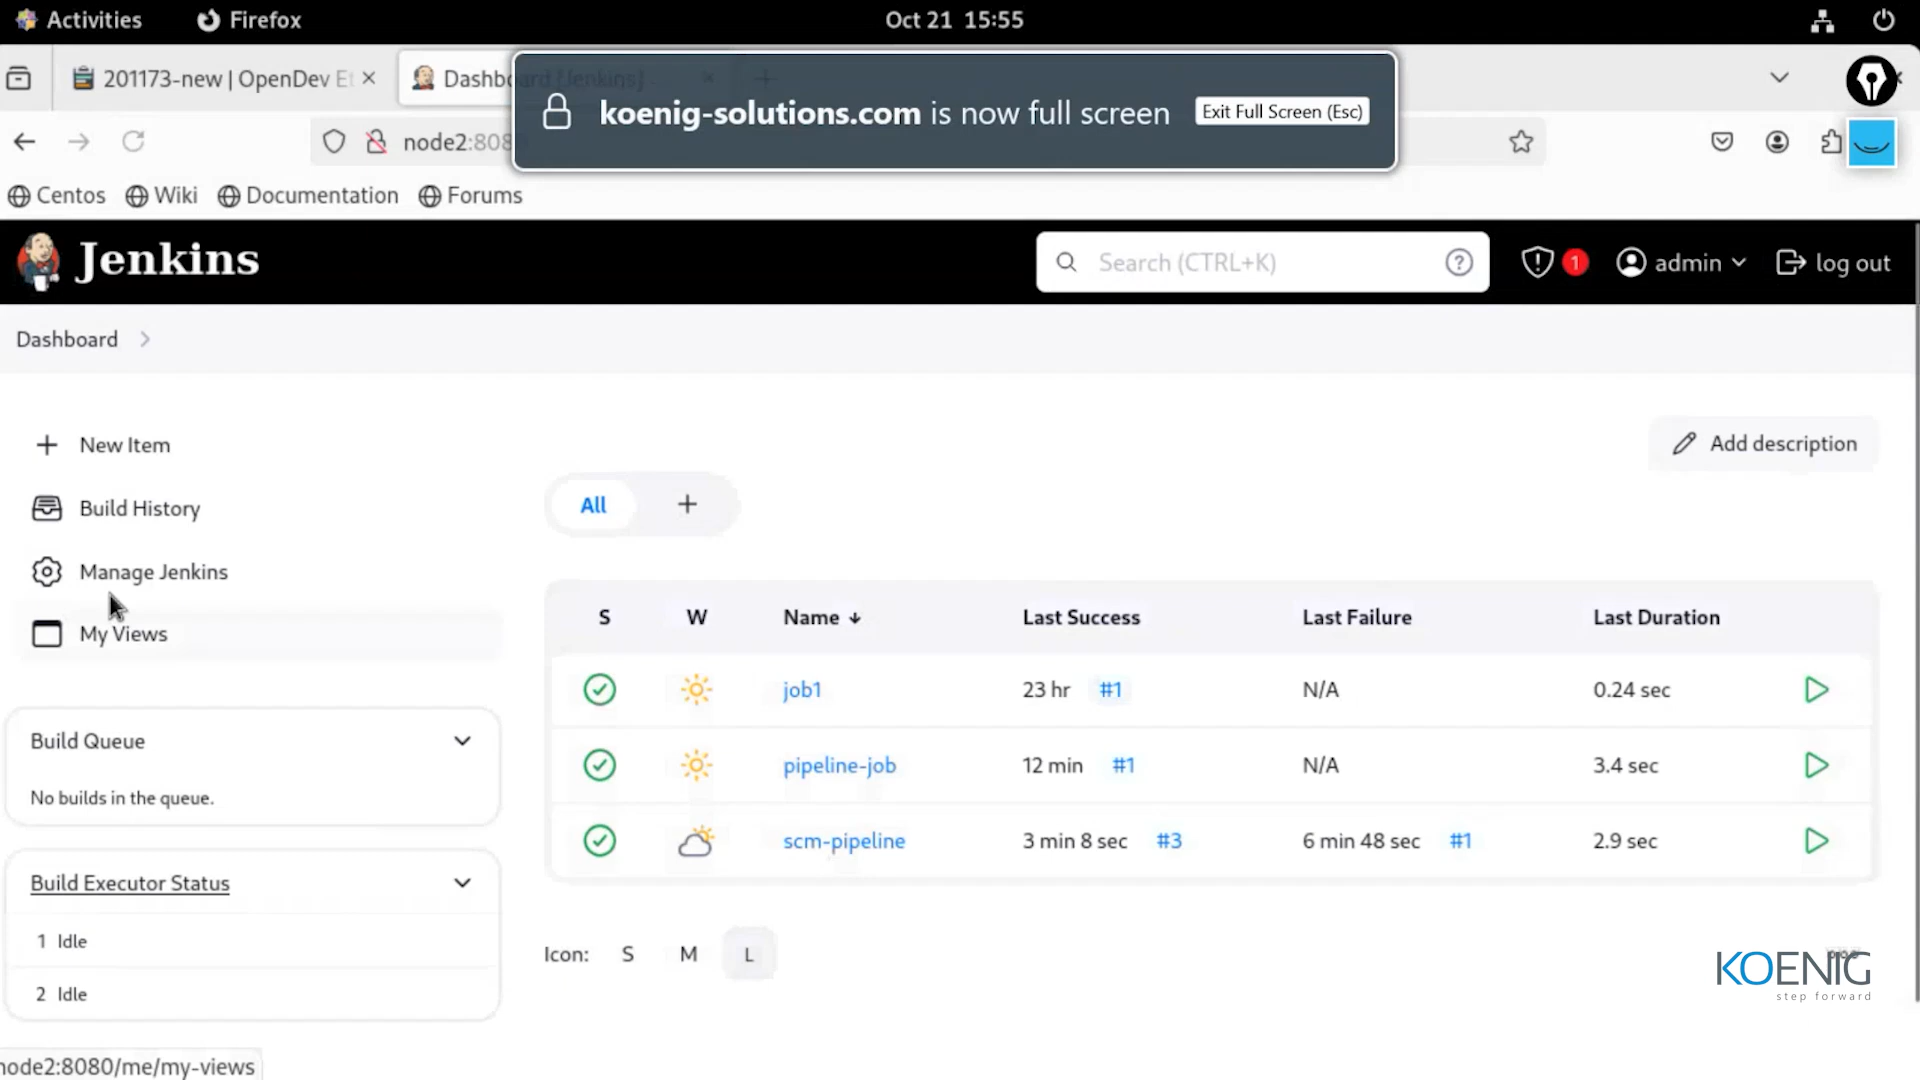 Activities
Firefox
Oct 21 15:55
201173-new | OpenDev Et
Dashboard [Jenkins]
koenig-solutions.com is now full screen
Exit Full Screen (Esc)
node2:808
Centos
Wiki
Documentation
Forums
Jenkins
Search (CTRL+K)
1
admin
log out
Dashboard
New Item
Build History
Manage Jenkins
My Views
Add description
All
S W Name Last Success Last Failure Last Duration
job1 23 hr #1 N/A 0.24 sec
pipeline-job 12 min #1 N/A 3.4 sec
scm-pipeline 3 min 8 sec #3 6 min 48 sec #1 2.9 sec
Build Queue
No builds in the queue.
Build Executor Status
1 Idle
2 Idle
Icon: S M L
KOENIG
step forward
node2:8080/me/my-views